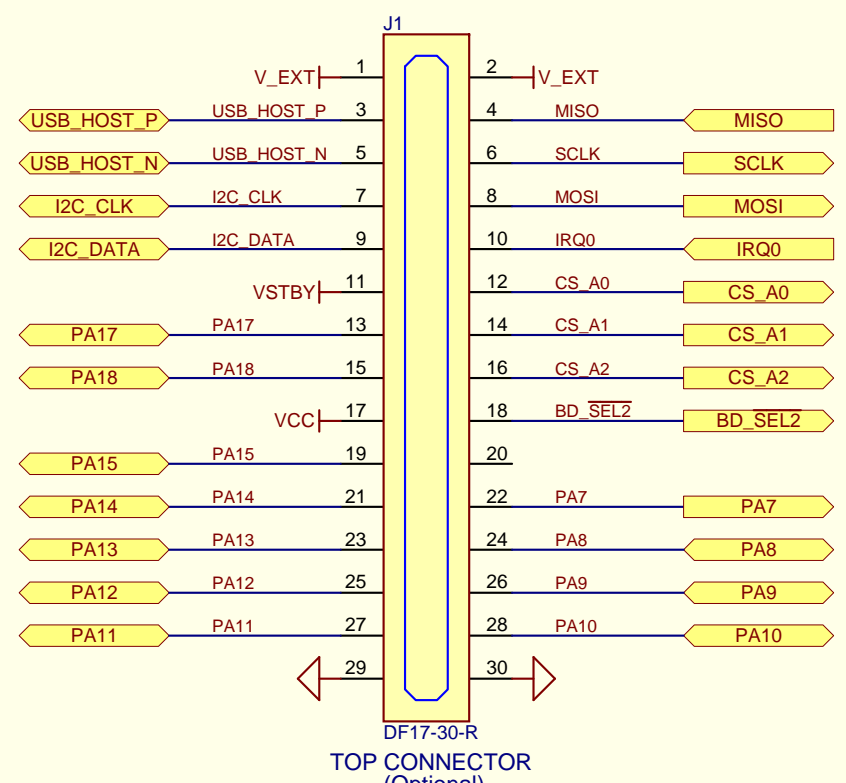 J1
V_EXT 1 2 V_EXT
USB_HOST_P USB_HOST_P 3 4 MISO MISO
USB_HOST_N USB_HOST_N 5 6 SCLK SCLK
I2C_CLK I2C_CLK 7 8 MOSI MOSI
I2C_DATA I2C_DATA 9 10 IRQ0 IRQ0
VSTBY 11 12 CS_A0 CS_A0
PA17 PA17 13 14 CS_A1 CS_A1
PA18 PA18 15 16 CS_A2 CS_A2
VCC 17 18 BD_SEL2 BD_SEL2
PA15 PA15 19 20
PA14 PA14 21 22 PA7 PA7
PA13 PA13 23 24 PA8 PA8
PA12 PA12 25 26 PA9 PA9
PA11 PA11 27 28 PA10 PA10
29 30
DF17-30-R
TOP CONNECTOR
(Optional)